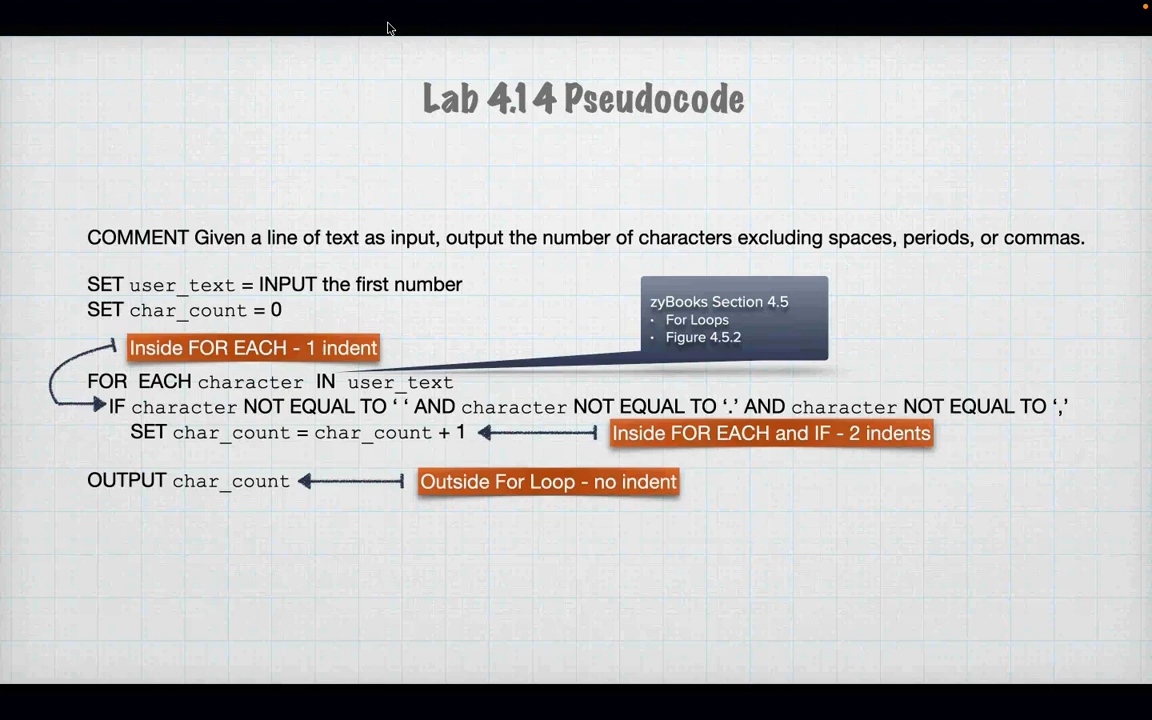 Lab 4.14 Pseudocode
COMMENT Given a line of text as input, output the number of characters excluding spaces, periods, or commas.
SET user_text = INPUT the first number
SET char_count = 0
zyBooks Section 4.5
• For Loops
• Figure 4.5.2
Inside FOR EACH - 1 indent
FOR EACH character IN user_text
IF character NOT EQUAL TO ‘ ‘ AND character NOT EQUAL TO ‘.’ AND character NOT EQUAL TO ‘,’
SET char_count = char_count + 1
Inside FOR EACH and IF - 2 indents
OUTPUT char_count
Outside For Loop - no indent